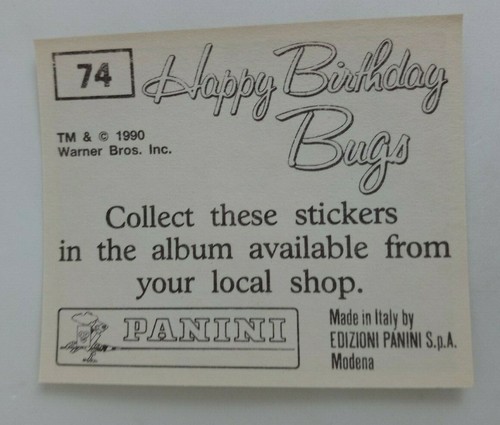 74
Happy Birthday
Bugs
TM & © 1990
Warner Bros. Inc.
Collect these stickers
in the album available from
your local shop.
PANINI
Made in Italy by
EDIZIONI PANINI S.p.A.
Modena